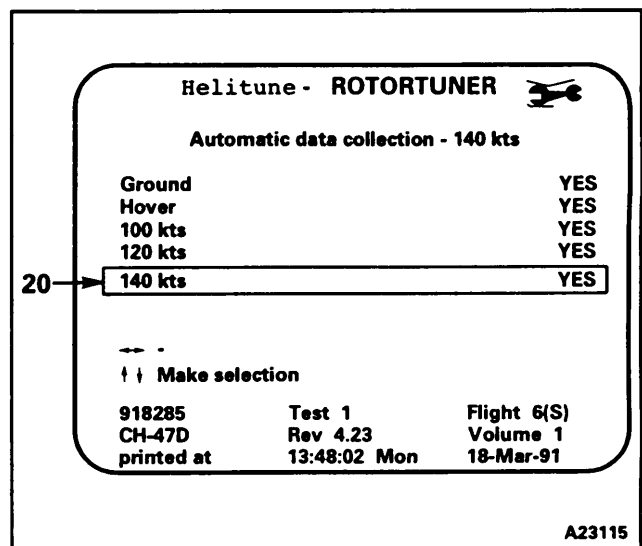 Helitune- ROTORTUNER
Automatic data collection - 140 kts
Ground YES
Hover YES
100 kts YES
120 kts YES
20 140 kts YES
↔ -
↑↓ Make selection
918285 Test 1 Flight 6(S)
CH-47D Rev 4.23 Volume 1
printed at 13:48:02 Mon 18-Mar-91
A23115